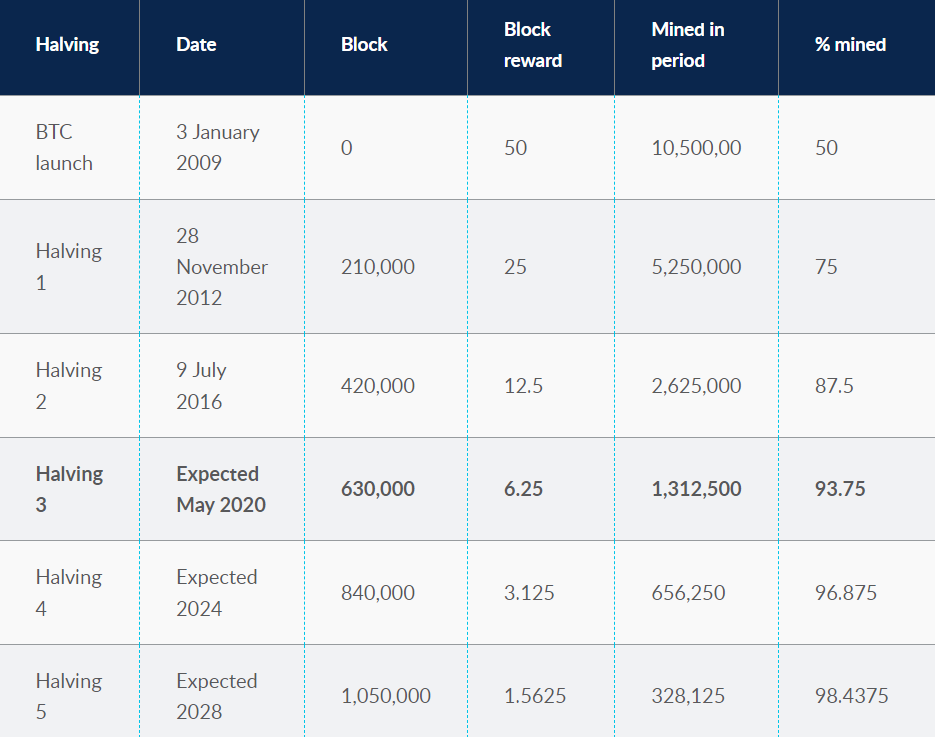 Halving Date Block Block reward Mined in period % mined
BTC launch 3 January 2009 0 50 10,500,00 50
Halving 1 28 November 2012 210,000 25 5,250,000 75
Halving 2 9 July 2016 420,000 12.5 2,625,000 87.5
Halving 3 Expected May 2020 630,000 6.25 1,312,500 93.75
Halving 4 Expected 2024 840,000 3.125 656,250 96.875
Halving 5 Expected 2028 1,050,000 1.5625 328,125 98.4375